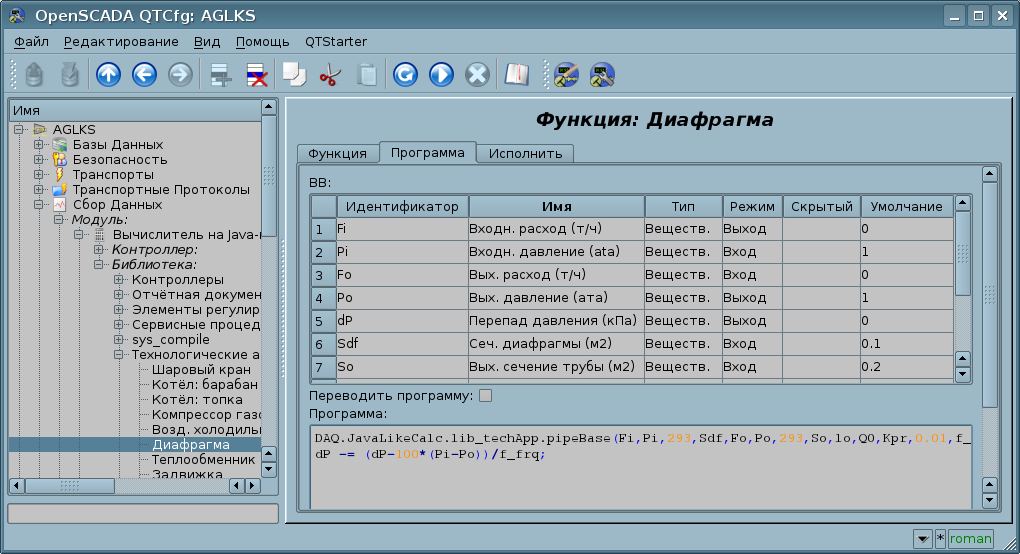 OpenSCADA QTCfg: AGLKS
Файл Редактирование Вид Помощь QTStarter
Имя
AGLKS
Базы Данных
Безопасность
Транспорты
Транспортные Протоколы
Сбор Данных
Модуль:
Вычислитель на Java-
Контроллер:
Библиотека:
Контроллеры
Отчётная докумен
Элементы регулир
Сервисные процед
sys_compile
Технологические а
Шаровый кран
Котёл: барабан
Котёл: топка
Компрессор газо
Возд. холодиль
Диафрагма
Теплообменник
Задвижка
Функция: Диафрагма
Функция Программа Исполнить
ВВ:
Идентификатор Имя Тип Режим Скрытый Умолчание
1 Fi Входн. расход (т/ч) Веществ. Выход 0
2 Pi Входн. давление (ata) Веществ. Вход 1
3 Fo Вых. расход (т/ч) Веществ. Вход 0
4 Po Вых. давление (ата) Веществ. Выход 1
5 dP Перепад давления (кПа) Веществ. Выход 0
6 Sdf Сеч. диафрагмы (м2) Веществ. Вход 0.1
7 So Вых. сечение трубы (м2) Веществ. Вход 0.2
Переводить программу:
Программа:
DAQ.JavaLikeCalc.lib_techApp.pipeBase(Fi,Pi,293,Sdf,Fo,Po,293,So,lo,Q0,Kpr,0.01,f_
dP -= (dP-100*(Pi-Po))/f_frq;
* roman